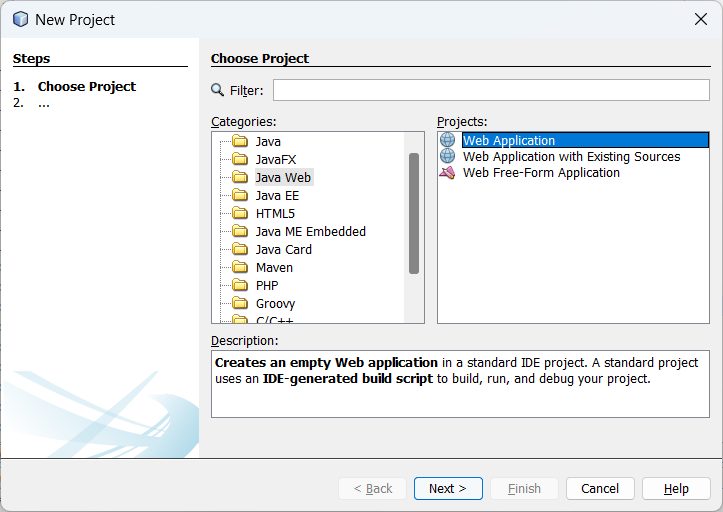 New Project
Steps
1. Choose Project
2. ...
Choose Project
Filter:
Categories:
Java
JavaFX
Java Web
Java EE
HTML5
Java ME Embedded
Java Card
Maven
PHP
Groovy
C/C++
Projects:
Web Application
Web Application with Existing Sources
Web Free-Form Application
Description:
Creates an empty Web application in a standard IDE project. A standard project
uses an IDE-generated build script to build, run, and debug your project.
< Back
Next >
Finish
Cancel
Help